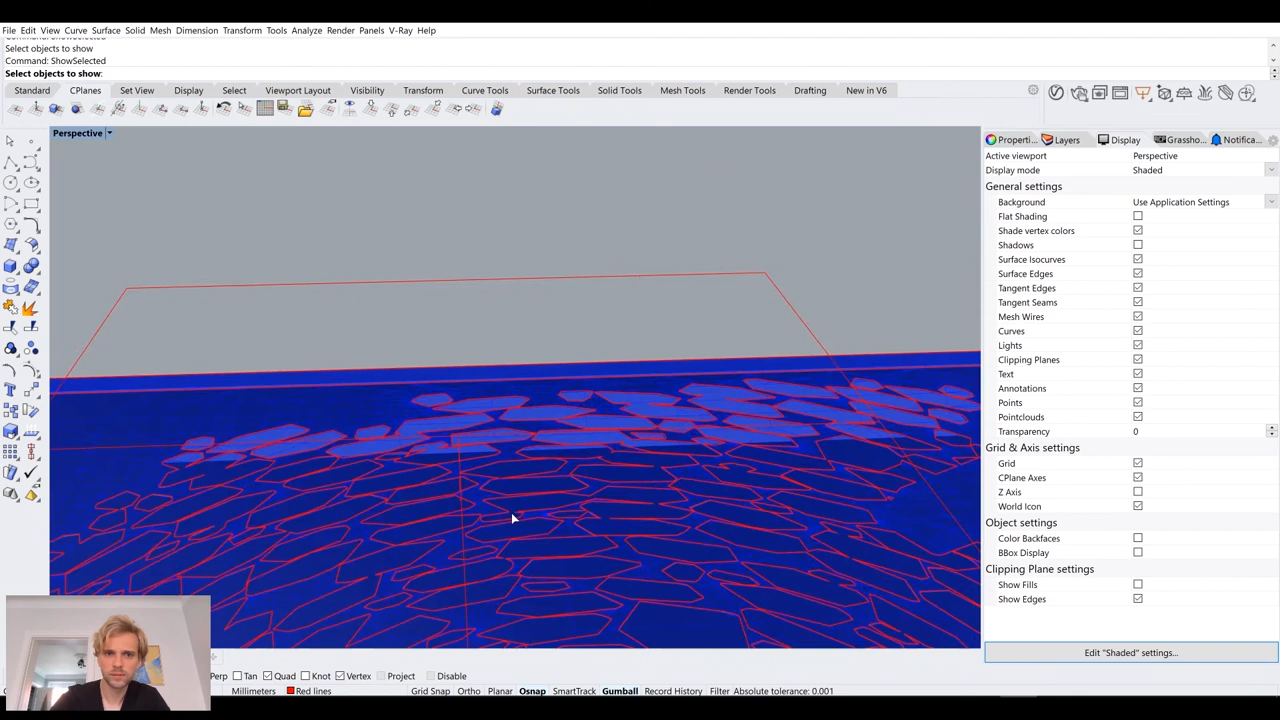 File Edit View Curve Surface Solid Mesh Dimension Transform Tools Analyze Render Panels V-Ray Help
Select objects to show
Command: ShowSelected
Select objects to show:
Standard CPlanes Set View Display Select Viewport Layout Visibility Transform Curve Tools Surface Tools Solid Tools Mesh Tools Render Tools Drafting New in V6
Perspective
Properti... Layers Display Grassho... Notifica...
Active viewport Perspective
Display mode Shaded
General settings
Background Use Application Settings
Flat Shading
Shade vertex colors
Shadows
Surface Isocurves
Surface Edges
Tangent Edges
Tangent Seams
Mesh Wires
Curves
Lights
Clipping Planes
Text
Annotations
Points
Pointclouds
Transparency 0
Grid & Axis settings
Grid
CPlane Axes
Z Axis
World Icon
Object settings
Color Backfaces
BBox Display
Clipping Plane settings
Show Fills
Show Edges
Edit "Shaded" settings...
Perp Tan Quad Knot Vertex Project Disable
Millimeters Red lines Grid Snap Ortho Planar Osnap SmartTrack Gumball Record History Filter Absolute tolerance: 0.001